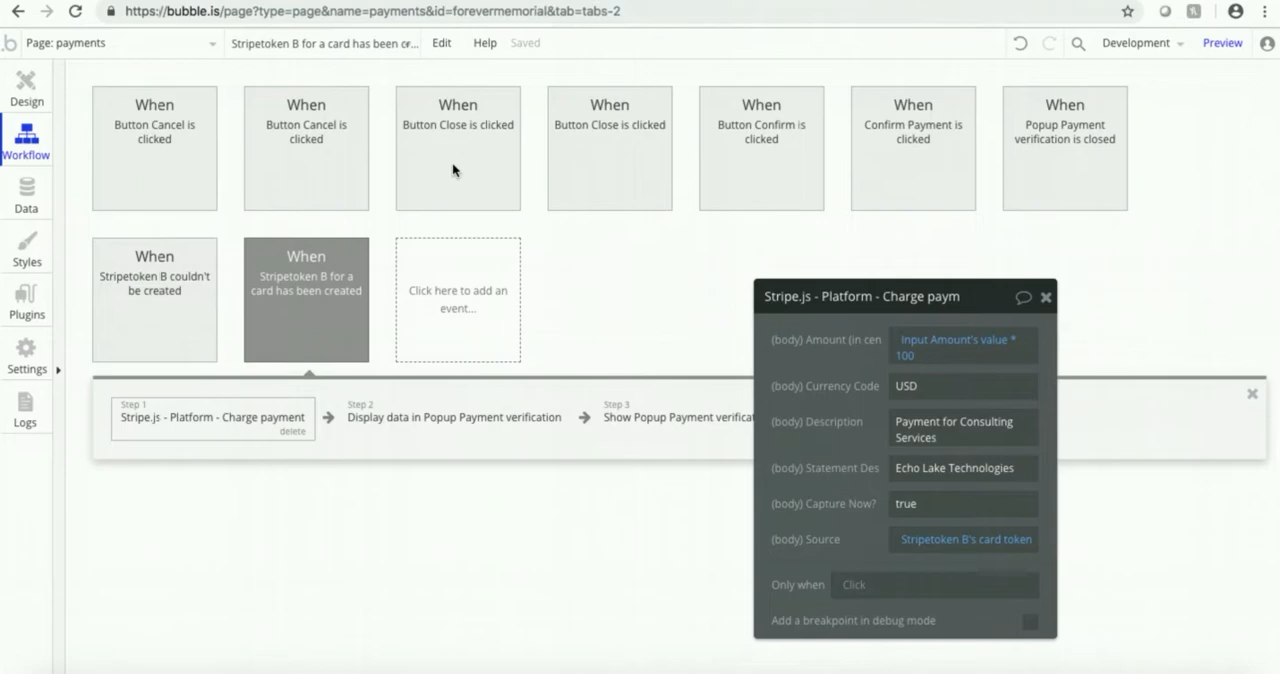 https://bubble.is/page?type=page&name=payments&id=forevermemorial&tab=tabs-2
.b
Page: payments
Stripetoken B for a card has been cr...
Edit
Help
Saved
Development
Preview
Design
Workflow
Data
Styles
Plugins
Settings
Logs
When
Button Cancel is
clicked
When
Button Cancel is
clicked
When
Button Close is clicked
When
Button Close is clicked
When
Button Confirm is
clicked
When
Confirm Payment is
clicked
When
Popup Payment
verification is closed
When
Stripetoken B couldn't
be created
When
Stripetoken B for a
card has been created
Click here to add an
event...
Step 1
Stripe.js - Platform - Charge payment
delete
Step 2
Display data in Popup Payment verification
Step 3
Show Popup Payment verificat
Stripe.js - Platform - Charge paym
(body) Amount (in cen
Input Amount's value *
100
(body) Currency Code
USD
(body) Description
Payment for Consulting
Services
(body) Statement Des
Echo Lake Technologies
(body) Capture Now?
true
(body) Source
Stripetoken B's card token
Only when
Click
Add a breakpoint in debug mode